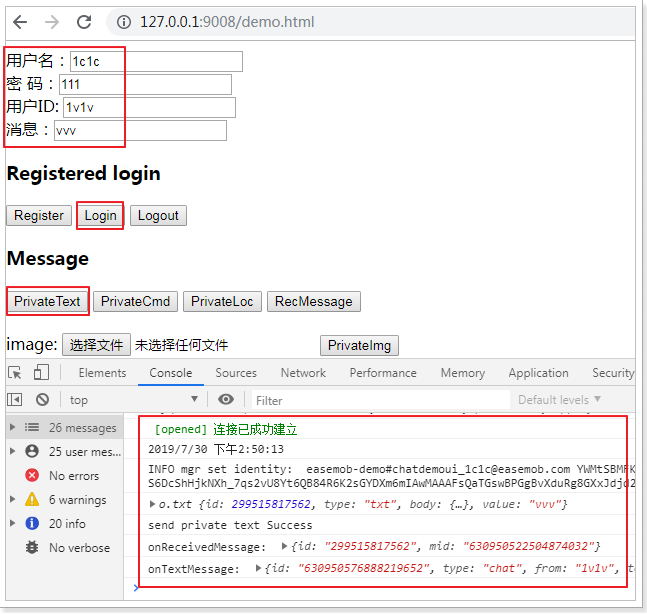 127.0.0.1:9008/demo.html
用户名：1c1c
密 码：111
用户ID: 1v1v
消息：vvv
Registered login
Register Login Logout
Message
PrivateText PrivateCmd PrivateLoc RecMessage
image: 选择文件 未选择任何文件 PrivateImg
Elements Console Sources Network Performance Memory Application Security
top Filter Default levels
26 messages
25 user mes...
No errors
6 warnings
20 info
No verbose
[opened] 连接已成功建立
2019/7/30 下午2:50:13
INFO mgr set identity: easemob-demo#chatdemoui_1c1c@easemob.com
o.txt {id: 299515817562, type: "txt", body: {…}, value: "vvv"}
send private text Success
onReceivedMessage: {id: "299515817562", mid: "630950522504874032"}
onTextMessage: {id: "630950576888219652", type: "chat", from: "1v1v",